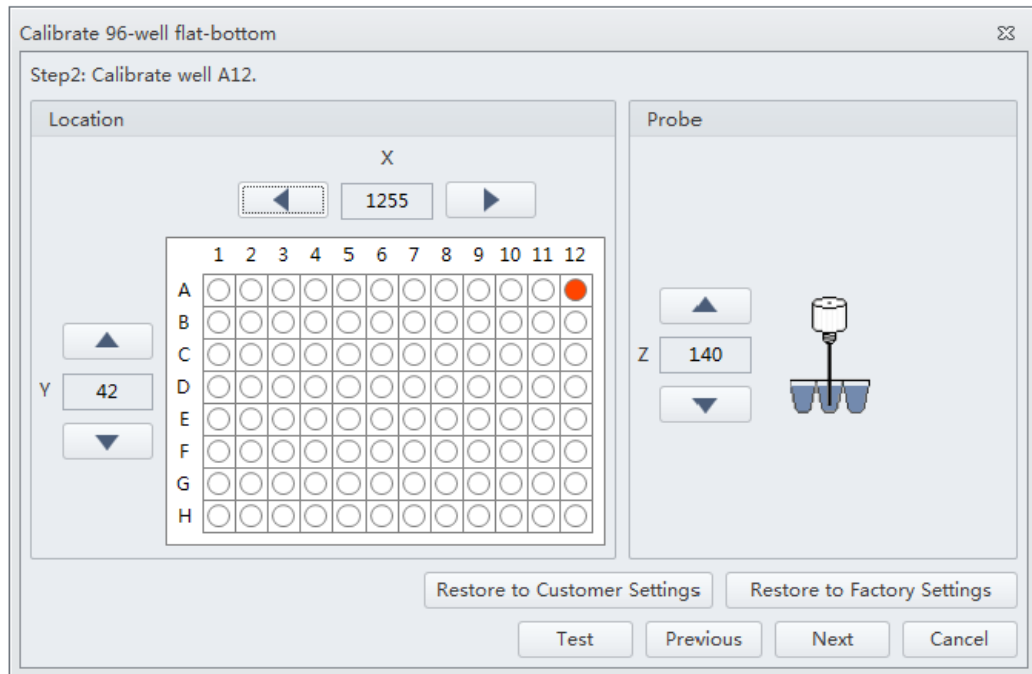 Calibrate 96-well flat-bottom
Step2: Calibrate well A12.
Location
X
1255
1 2 3 4 5 6 7 8 9 10 11 12
A
B
C
D
E
F
G
H
Y 42
Probe
Z 140
Restore to Customer Settings Restore to Factory Settings
Test Previous Next Cancel